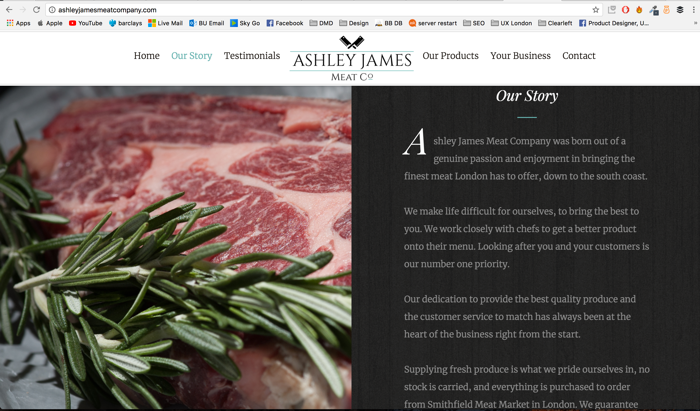 ashleyjamesmeatcompany.com
Apps Apple YouTube barclays Live Mail BU Email Sky Go Facebook DMD Design BB DB server restart SEO UX London Clearleft Product Designer, U...
Home Our Story Testimonials ASHLEY JAMES Our Products Your Business Contact
MEAT CO
Our Story
Ashley James Meat Company was born out of a
genuine passion and enjoyment in bringing the
finest meat London has to offer, down to the south coast.
We make life difficult for ourselves, to bring the best to
you. We work closely with chefs to get a better product
onto their menu. Looking after you and your customers is
our number one priority.
Our dedication to provide the best quality produce and
the customer service to match has always been at the
heart of the business right from the start.
Supplying fresh produce is what we pride ourselves in, no
stock is carried, and everything is purchased to order
from Smithfield Meat Market in London. We guarantee